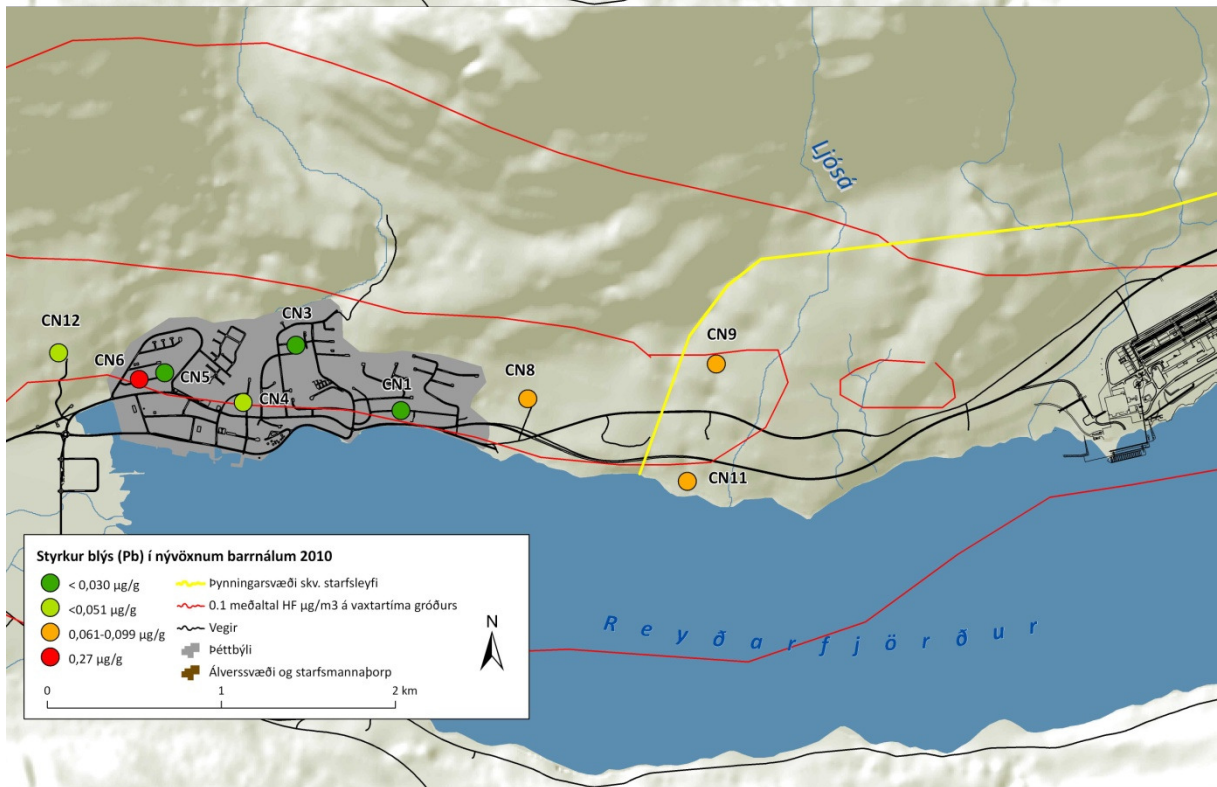 Ljósá
CN3
CN12
CN6
CN5
CN4
CN1
CN8
CN9
CN11
Styrkur blýs (Pb) í nývöxnum barrnálum 2010
< 0,030 µg/g
<0,051 µg/g
0,061-0,099 µg/g
0,27 µg/g
Þynningarsvæði skv. starfsleyfi
0.1 meðaltal HF µg/m3 á vaxtartíma gróðurs
Vegir
Þéttbýli
Álverssvæði og starfsmannaþorp
N
0 1 2 km
Reyðarfjörður